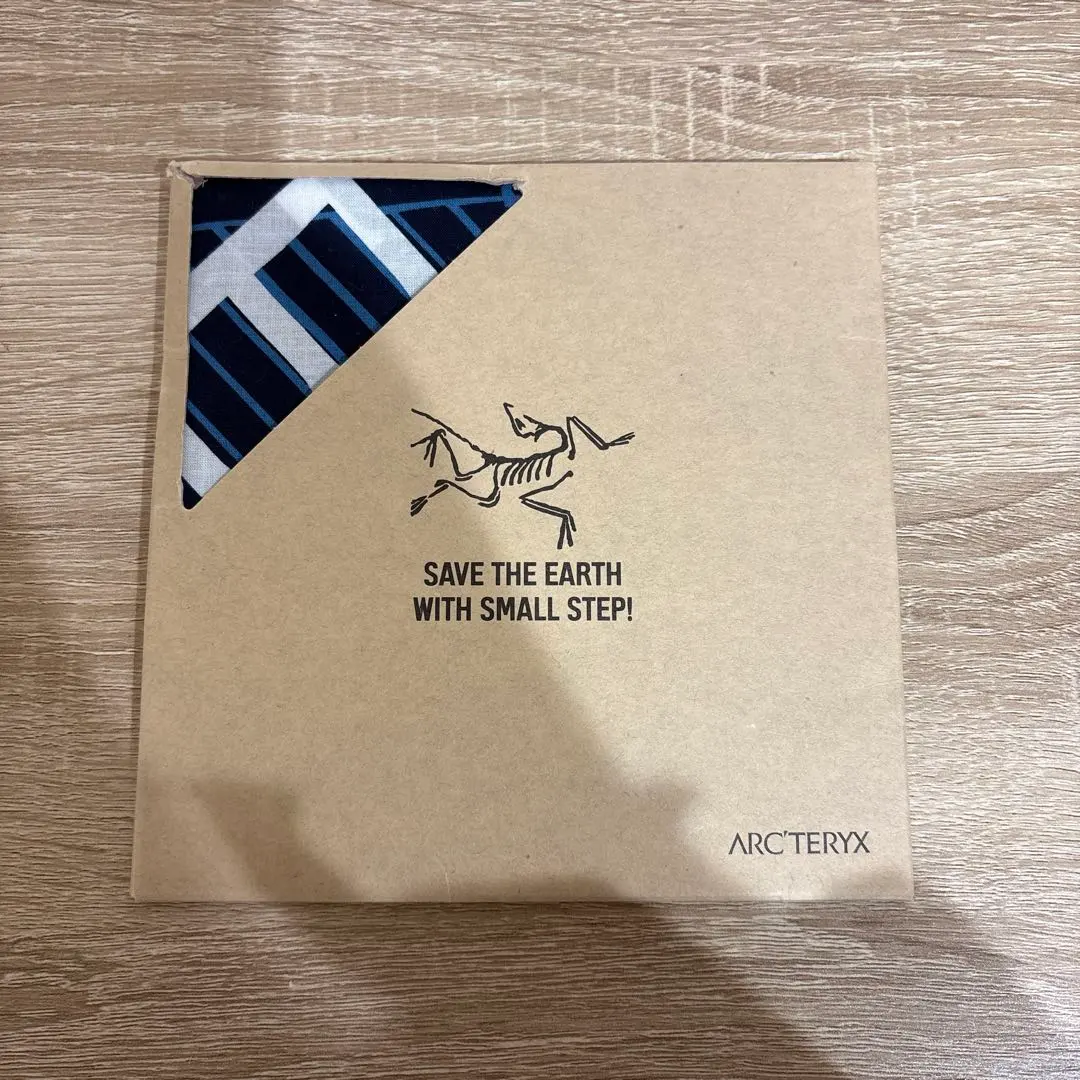 SAVE THE EARTH
WITH SMALL STEP!
ARC'TERYX